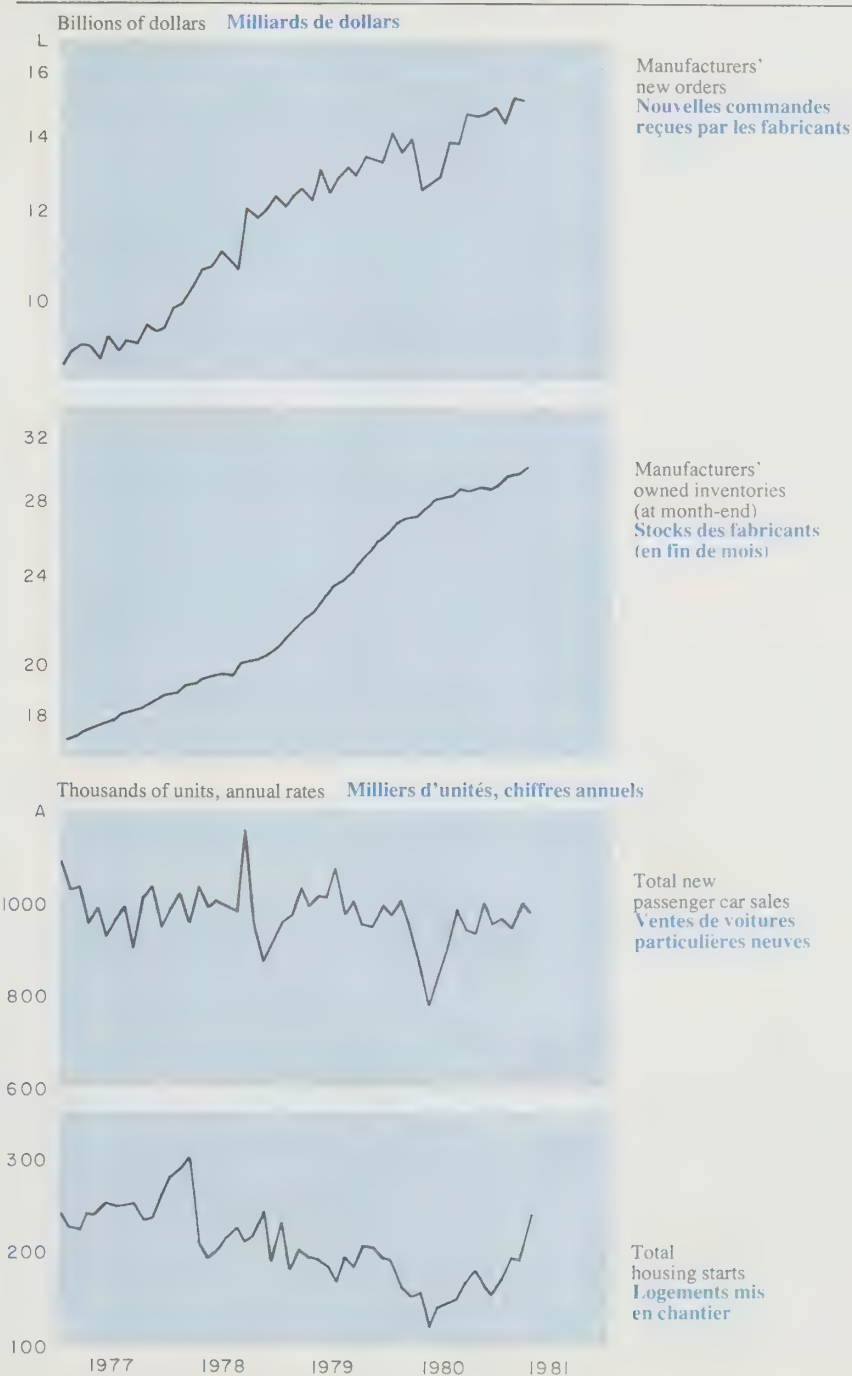 Billions of dollars Milliards de dollars
L
16
14
12
10
Manufacturers'
new orders
Nouvelles commandes
reçues par les fabricants
32
28
24
20
18
Manufacturers'
owned inventories
(at month-end)
Stocks des fabricants
(en fin de mois)
Thousands of units, annual rates Milliers d'unités, chiffres annuels
A
1000
800
600
Total new
passenger car sales
Ventes de voitures
particulières neuves
300
200
100
Total
housing starts
Logements mis
en chantier
1977 1978 1979 1980 1981